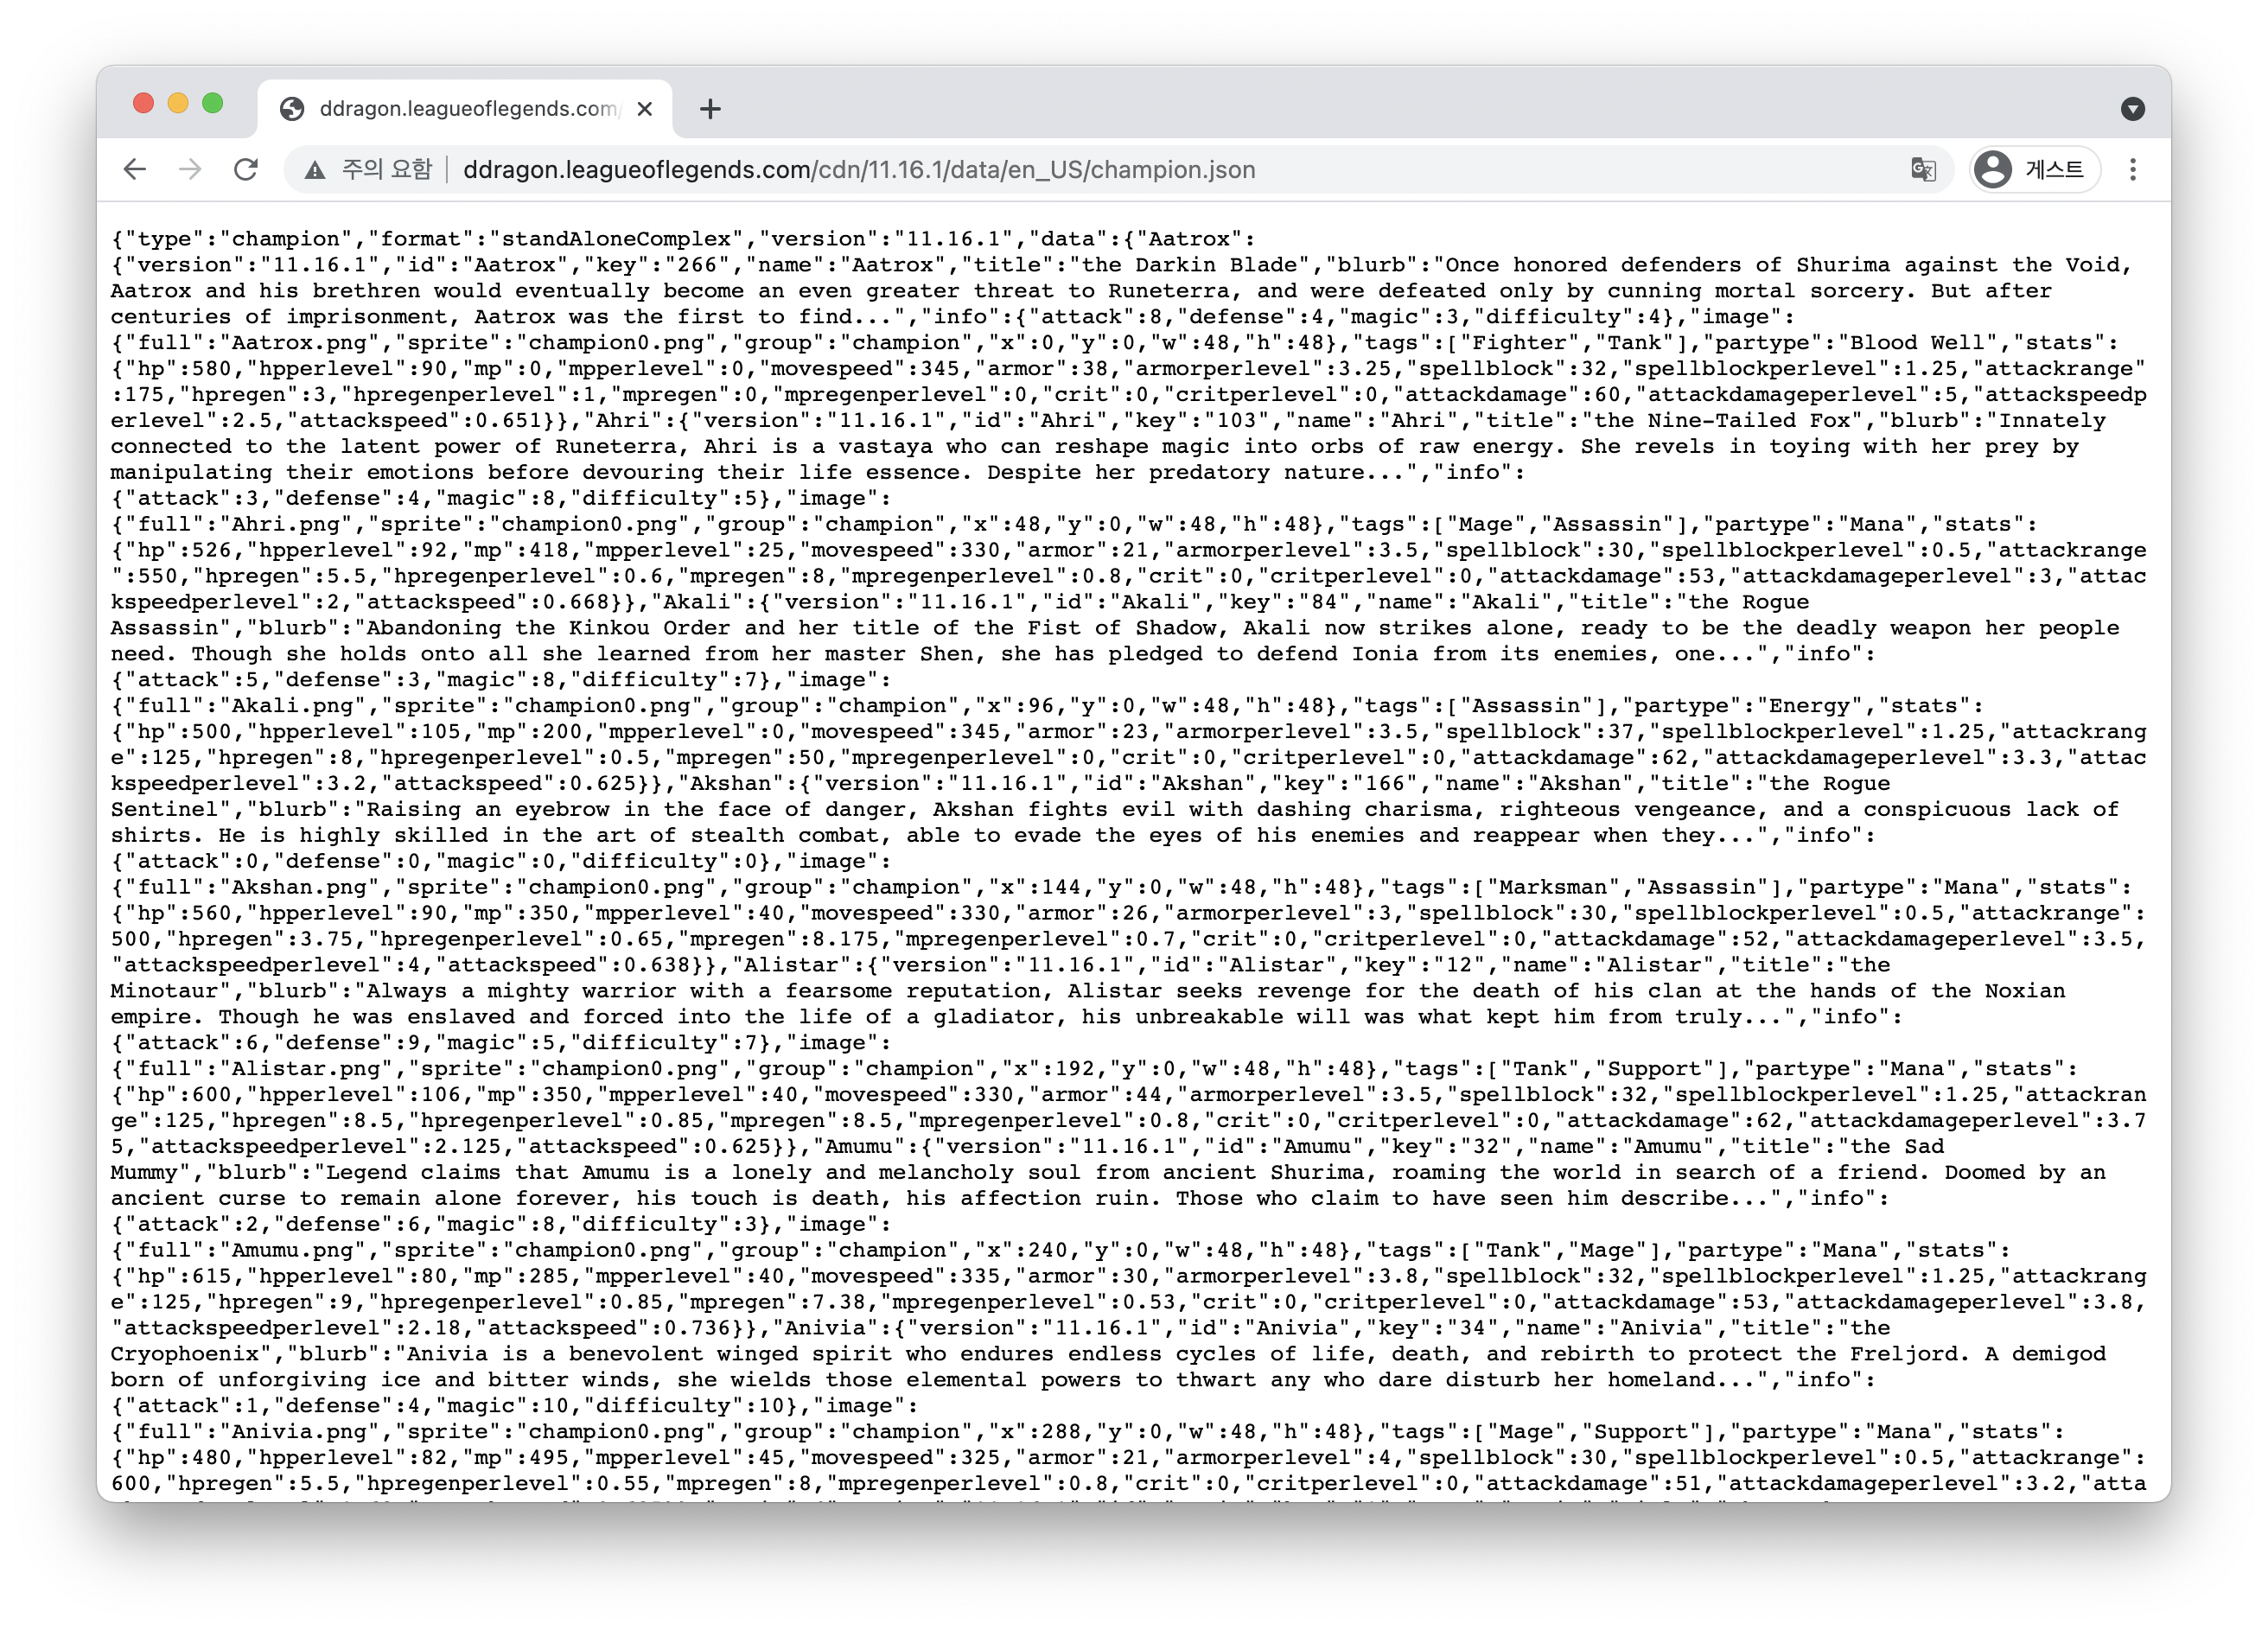 ddragon.leagueoflegends.com/
주의 요함 ddragon.leagueoflegends.com/cdn/11.16.1/data/en_US/champion.json 게스트
{"type":"champion","format":"standAloneComplex","version":"11.16.1","data":{"Aatrox":
{"version":"11.16.1","id":"Aatrox","key":"266","name":"Aatrox","title":"the Darkin Blade","blurb":"Once honored defenders of Shurima against the Void,
Aatrox and his brethren would eventually become an even greater threat to Runeterra, and were defeated only by cunning mortal sorcery. But after
centuries of imprisonment, Aatrox was the first to find...","info":{"attack":8,"defense":4,"magic":3,"difficulty":4},"image":
{"full":"Aatrox.png","sprite":"champion0.png","group":"champion","x":0,"y":0,"w":48,"h":48},"tags":["Fighter","Tank"],"partype":"Blood Well","stats":
{"hp":580,"hpperlevel":90,"mp":0,"mpperlevel":0,"movespeed":345,"armor":38,"armorperlevel":3.25,"spellblock":32,"spellblockperlevel":1.25,"attackrange"
:175,"hpregen":3,"hpregenperlevel":1,"mpregen":0,"mpregenperlevel":0,"crit":0,"critperlevel":0,"attackdamage":60,"attackdamageperlevel":5,"attackspeedp
erlevel":2.5,"attackspeed":0.651}},"Ahri":{"version":"11.16.1","id":"Ahri","key":"103","name":"Ahri","title":"the Nine-Tailed Fox","blurb":"Innately
connected to the latent power of Runeterra, Ahri is a vastaya who can reshape magic into orbs of raw energy. She revels in toying with her prey by
manipulating their emotions before devouring their life essence. Despite her predatory nature...","info":
{"attack":3,"defense":4,"magic":8,"difficulty":5},"image":
{"full":"Ahri.png","sprite":"champion0.png","group":"champion","x":48,"y":0,"w":48,"h":48},"tags":["Mage","Assassin"],"partype":"Mana","stats":
{"hp":526,"hpperlevel":92,"mp":418,"mpperlevel":25,"movespeed":330,"armor":21,"armorperlevel":3.5,"spellblock":30,"spellblockperlevel":0.5,"attackrange
":550,"hpregen":5.5,"hpregenperlevel":0.6,"mpregen":8,"mpregenperlevel":0.8,"crit":0,"critperlevel":0,"attackdamage":53,"attackdamageperlevel":3,"attac
kspeedperlevel":2,"attackspeed":0.668}},"Akali":{"version":"11.16.1","id":"Akali","key":"84","name":"Akali","title":"the Rogue
Assassin","blurb":"Abandoning the Kinkou Order and her title of the Fist of Shadow, Akali now strikes alone, ready to be the deadly weapon her people
need. Though she holds onto all she learned from her master Shen, she has pledged to defend Ionia from its enemies, one...","info":
{"attack":5,"defense":3,"magic":8,"difficulty":7},"image":
{"full":"Akali.png","sprite":"champion0.png","group":"champion","x":96,"y":0,"w":48,"h":48},"tags":["Assassin"],"partype":"Energy","stats":
{"hp":500,"hpperlevel":105,"mp":200,"mpperlevel":0,"movespeed":345,"armor":23,"armorperlevel":3.5,"spellblock":37,"spellblockperlevel":1.25,"attackrang
e":125,"hpregen":8,"hpregenperlevel":0.5,"mpregen":50,"mpregenperlevel":0,"crit":0,"critperlevel":0,"attackdamage":62,"attackdamageperlevel":3.3,"attac
kspeedperlevel":3.2,"attackspeed":0.625}},"Akshan":{"version":"11.16.1","id":"Akshan","key":"166","name":"Akshan","title":"the Rogue
Sentinel","blurb":"Raising an eyebrow in the face of danger, Akshan fights evil with dashing charisma, righteous vengeance, and a conspicuous lack of
shirts. He is highly skilled in the art of stealth combat, able to evade the eyes of his enemies and reappear when they...","info":
{"attack":0,"defense":0,"magic":0,"difficulty":0},"image":
{"full":"Akshan.png","sprite":"champion0.png","group":"champion","x":144,"y":0,"w":48,"h":48},"tags":["Marksman","Assassin"],"partype":"Mana","stats":
{"hp":560,"hpperlevel":90,"mp":350,"mpperlevel":40,"movespeed":330,"armor":26,"armorperlevel":3,"spellblock":30,"spellblockperlevel":0.5,"attackrange":
500,"hpregen":3.75,"hpregenperlevel":0.65,"mpregen":8.175,"mpregenperlevel":0.7,"crit":0,"critperlevel":0,"attackdamage":52,"attackdamageperlevel":3.5,
"attackspeedperlevel":4,"attackspeed":0.638}},"Alistar":{"version":"11.16.1","id":"Alistar","key":"12","name":"Alistar","title":"the
Minotaur","blurb":"Always a mighty warrior with a fearsome reputation, Alistar seeks revenge for the death of his clan at the hands of the Noxian
empire. Though he was enslaved and forced into the life of a gladiator, his unbreakable will was what kept him from truly...","info":
{"attack":6,"defense":9,"magic":5,"difficulty":7},"image":
{"full":"Alistar.png","sprite":"champion0.png","group":"champion","x":192,"y":0,"w":48,"h":48},"tags":["Tank","Support"],"partype":"Mana","stats":
{"hp":600,"hpperlevel":106,"mp":350,"mpperlevel":40,"movespeed":330,"armor":44,"armorperlevel":3.5,"spellblock":32,"spellblockperlevel":1.25,"attackran
ge":125,"hpregen":8.5,"hpregenperlevel":0.85,"mpregen":8.5,"mpregenperlevel":0.8,"crit":0,"critperlevel":0,"attackdamage":62,"attackdamageperlevel":3.7
5,"attackspeedperlevel":2.125,"attackspeed":0.625}},"Amumu":{"version":"11.16.1","id":"Amumu","key":"32","name":"Amumu","title":"the Sad
Mummy","blurb":"Legend claims that Amumu is a lonely and melancholy soul from ancient Shurima, roaming the world in search of a friend. Doomed by an
ancient curse to remain alone forever, his touch is death, his affection ruin. Those who claim to have seen him describe...","info":
{"attack":2,"defense":6,"magic":8,"difficulty":3},"image":
{"full":"Amumu.png","sprite":"champion0.png","group":"champion","x":240,"y":0,"w":48,"h":48},"tags":["Tank","Mage"],"partype":"Mana","stats":
{"hp":615,"hpperlevel":80,"mp":285,"mpperlevel":40,"movespeed":335,"armor":30,"armorperlevel":3.8,"spellblock":32,"spellblockperlevel":1.25,"attackrang
e":125,"hpregen":9,"hpregenperlevel":0.85,"mpregen":7.38,"mpregenperlevel":0.53,"crit":0,"critperlevel":0,"attackdamage":53,"attackdamageperlevel":3.8,
"attackspeedperlevel":2.18,"attackspeed":0.736}},"Anivia":{"version":"11.16.1","id":"Anivia","key":"34","name":"Anivia","title":"the
Cryophoenix","blurb":"Anivia is a benevolent winged spirit who endures endless cycles of life, death, and rebirth to protect the Freljord. A demigod
born of unforgiving ice and bitter winds, she wields those elemental powers to thwart any who dare disturb her homeland...","info":
{"attack":1,"defense":4,"magic":10,"difficulty":10},"image":
{"full":"Anivia.png","sprite":"champion0.png","group":"champion","x":288,"y":0,"w":48,"h":48},"tags":["Mage","Support"],"partype":"Mana","stats":
{"hp":480,"hpperlevel":82,"mp":495,"mpperlevel":45,"movespeed":325,"armor":21,"armorperlevel":4,"spellblock":30,"spellblockperlevel":0.5,"attackrange":
600,"hpregen":5.5,"hpregenperlevel":0.55,"mpregen":8,"mpregenperlevel":0.8,"crit":0,"critperlevel":0,"attackdamage":51,"attackdamageperlevel":3.2,"atta